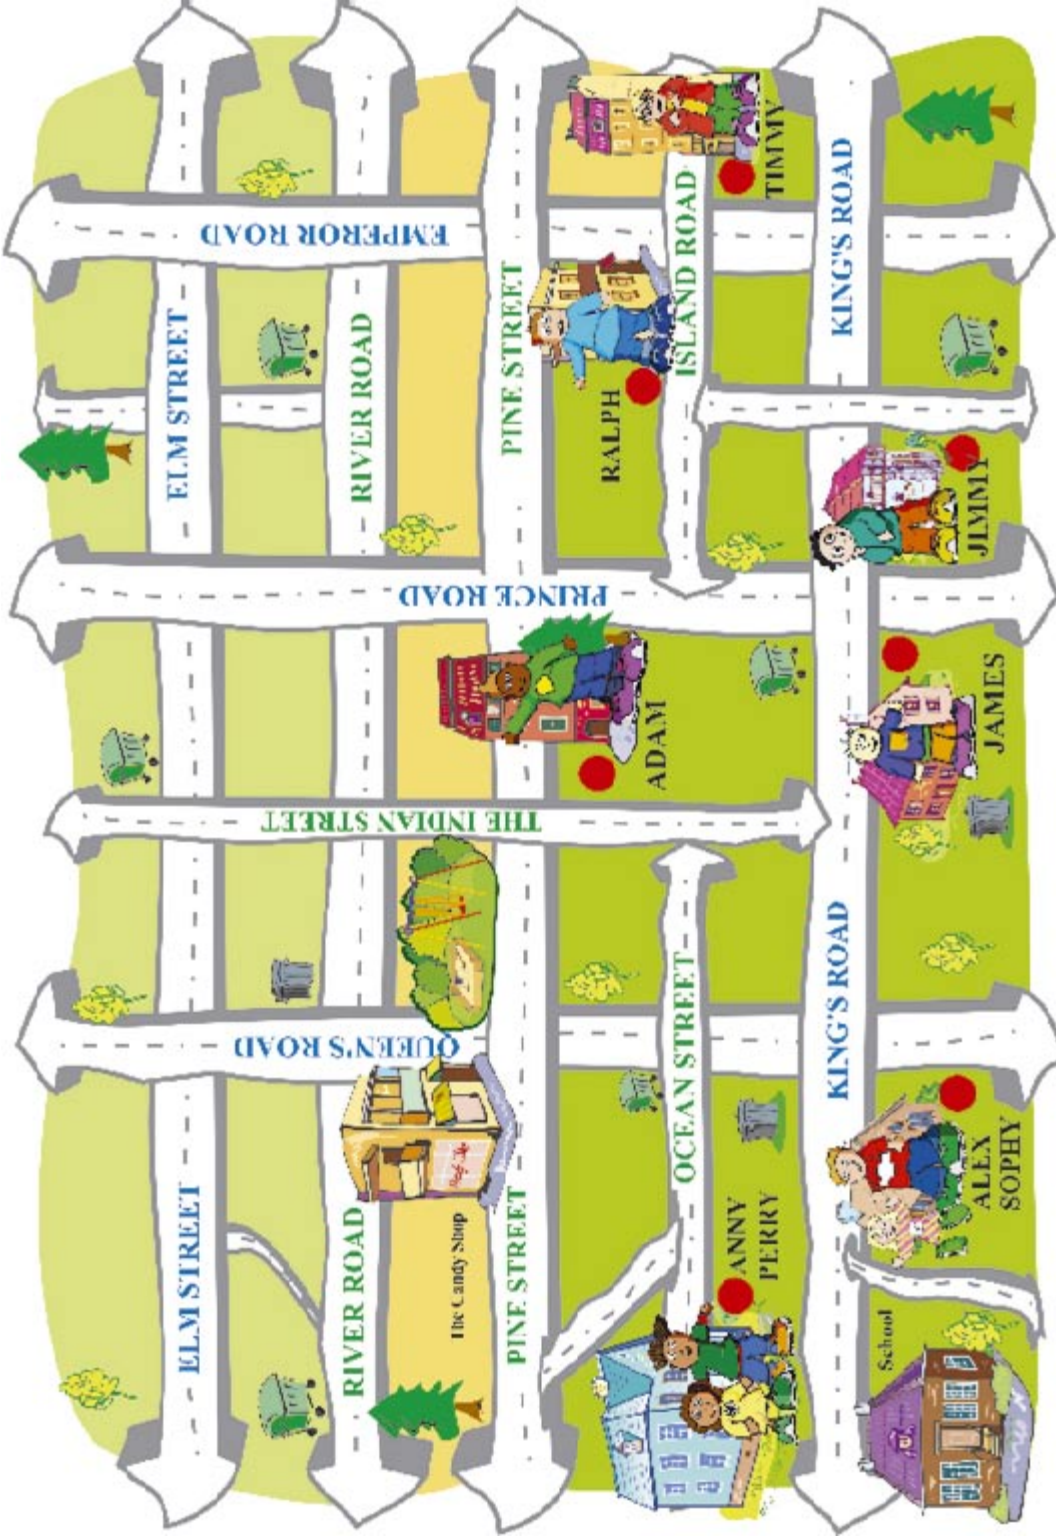 ELM STREET
ELM STREET
QUEEN'S ROAD
THE INDIAN STREET
EMPEROR ROAD
RIVER ROAD
RIVER ROAD
PRINCE ROAD
The Candy Shop
PINE STREET
PINE STREET
RALPH
ADAM
OCEAN STREET
ISLAND ROAD
ANNY
PERRY
TIMMY
KING'S ROAD
KING'S ROAD
School
ALEX
SOPHY
JAMES
JIMMY